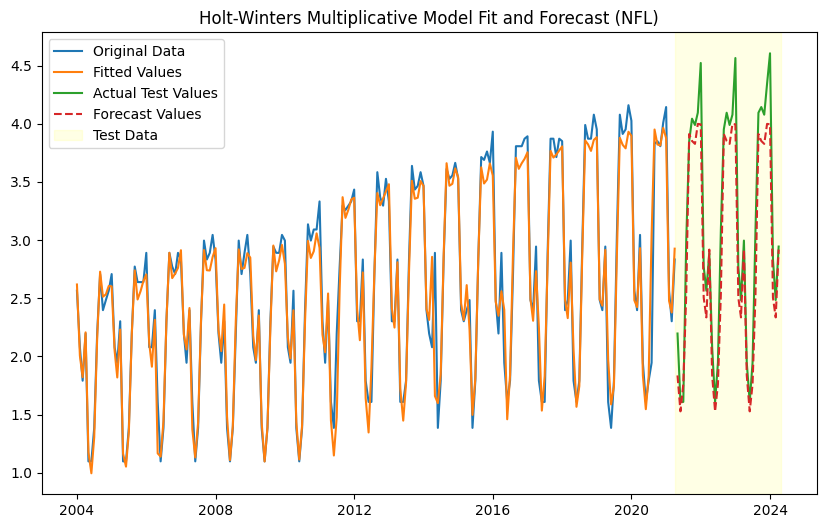 Holt-Winters Multiplicative Model Fit and Forecast (NFL)
Original Data
Fitted Values
Actual Test Values
Forecast Values
Test Data
4.5
4.0
3.5
3.0
2.5
2.0
1.5
1.0
2004 2008 2012 2016 2020 2024